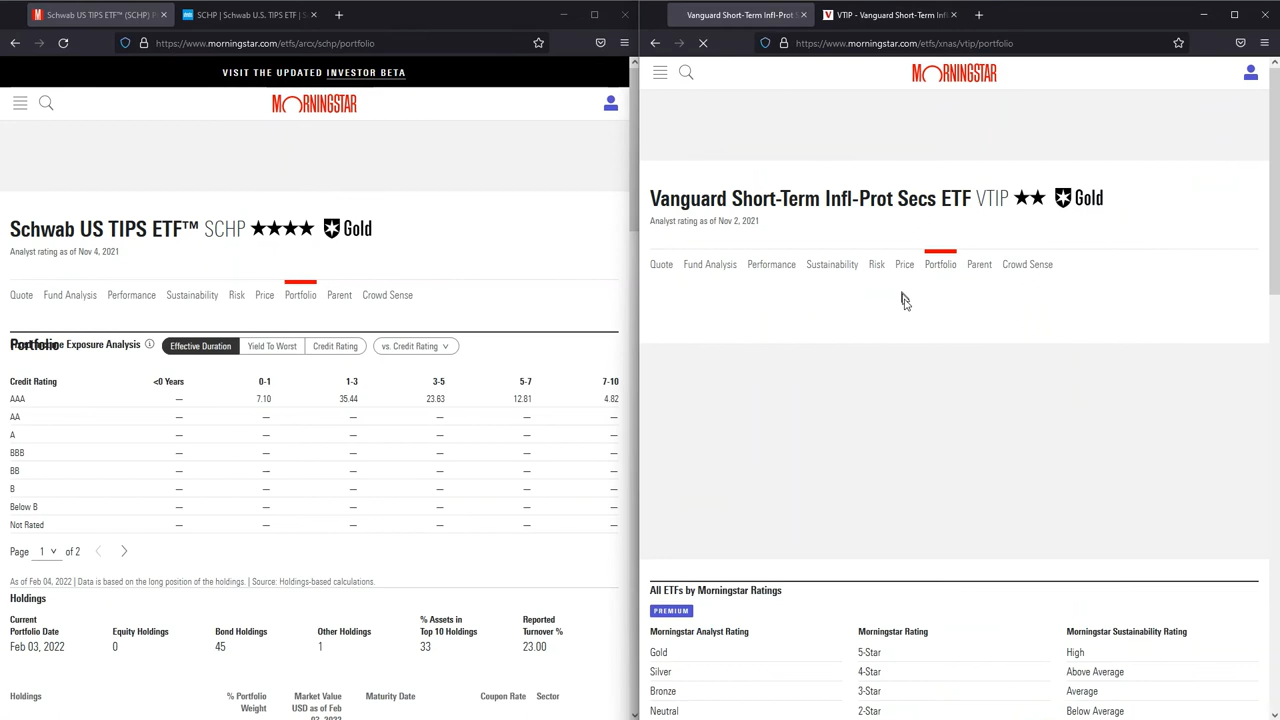 Schwab US TIPS ETF™ (SCHP) P
SCHP | Schwab U.S. TIPS ETF | S
https://www.morningstar.com/etfs/arcx/schp/portfolio
VISIT THE UPDATED INVESTOR BETA
MORNINGSTAR
Schwab US TIPS ETF™ SCHP ★★★★ Gold
Analyst rating as of Nov 4, 2021
Quote Fund Analysis Performance Sustainability Risk Price Portfolio Parent Crowd Sense
Portfolio
Exposure Analysis Effective Duration Yield To Worst Credit Rating vs. Credit Rating
Credit Rating <0 Years 0-1 1-3 3-5 5-7 7-10
AAA — 7.10 35.44 23.63 12.81 4.82
AA — — — — — —
A — — — — — —
BBB — — — — — —
BB — — — — — —
B — — — — — —
Below B — — — — — —
Not Rated — — — — — —
Page 1 of 2
As of Feb 04, 2022 | Data is based on the long position of the holdings. | Source: Holdings-based calculations.
Holdings
Current Portfolio Date
Equity Holdings
Bond Holdings
Other Holdings
% Assets in Top 10 Holdings
Reported Turnover %
Feb 03, 2022 0 45 1 33 23.00
Holdings
% Portfolio Weight
Market Value USD as of Feb 03, 2022
Maturity Date
Coupon Rate
Sector
Vanguard Short-Term Infl-Prot S
VTIP - Vanguard Short-Term Infl
https://www.morningstar.com/etfs/xnas/vtip/portfolio
MORNINGSTAR
Vanguard Short-Term Infl-Prot Secs ETF VTIP ★★ Gold
Analyst rating as of Nov 2, 2021
Quote Fund Analysis Performance Sustainability Risk Price Portfolio Parent Crowd Sense
All ETFs by Morningstar Ratings
PREMIUM
Morningstar Analyst Rating Morningstar Rating Morningstar Sustainability Rating
Gold 5-Star High
Silver 4-Star Above Average
Bronze 3-Star Average
Neutral 2-Star Below Average